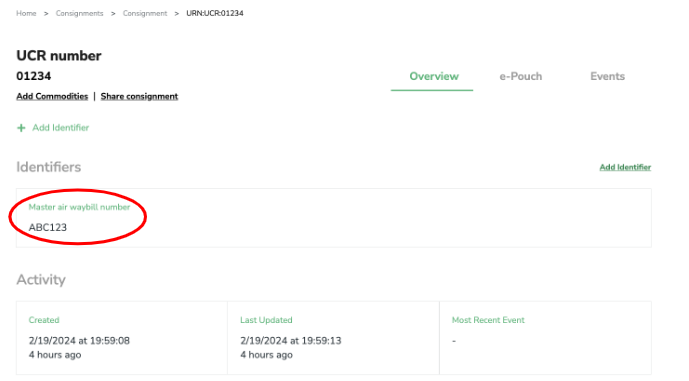 Home > Consignments > Consignment > URN:UCR:01234
UCR number
01234
Overview e-Pouch Events
Add Commodities | Share consignment
+ Add Identifier
Identifiers
Add Identifier
Master air waybill number
ABC123
Activity
Created
2/19/2024 at 19:59:08
4 hours ago
Last Updated
2/19/2024 at 19:59:13
4 hours ago
Most Recent Event
-